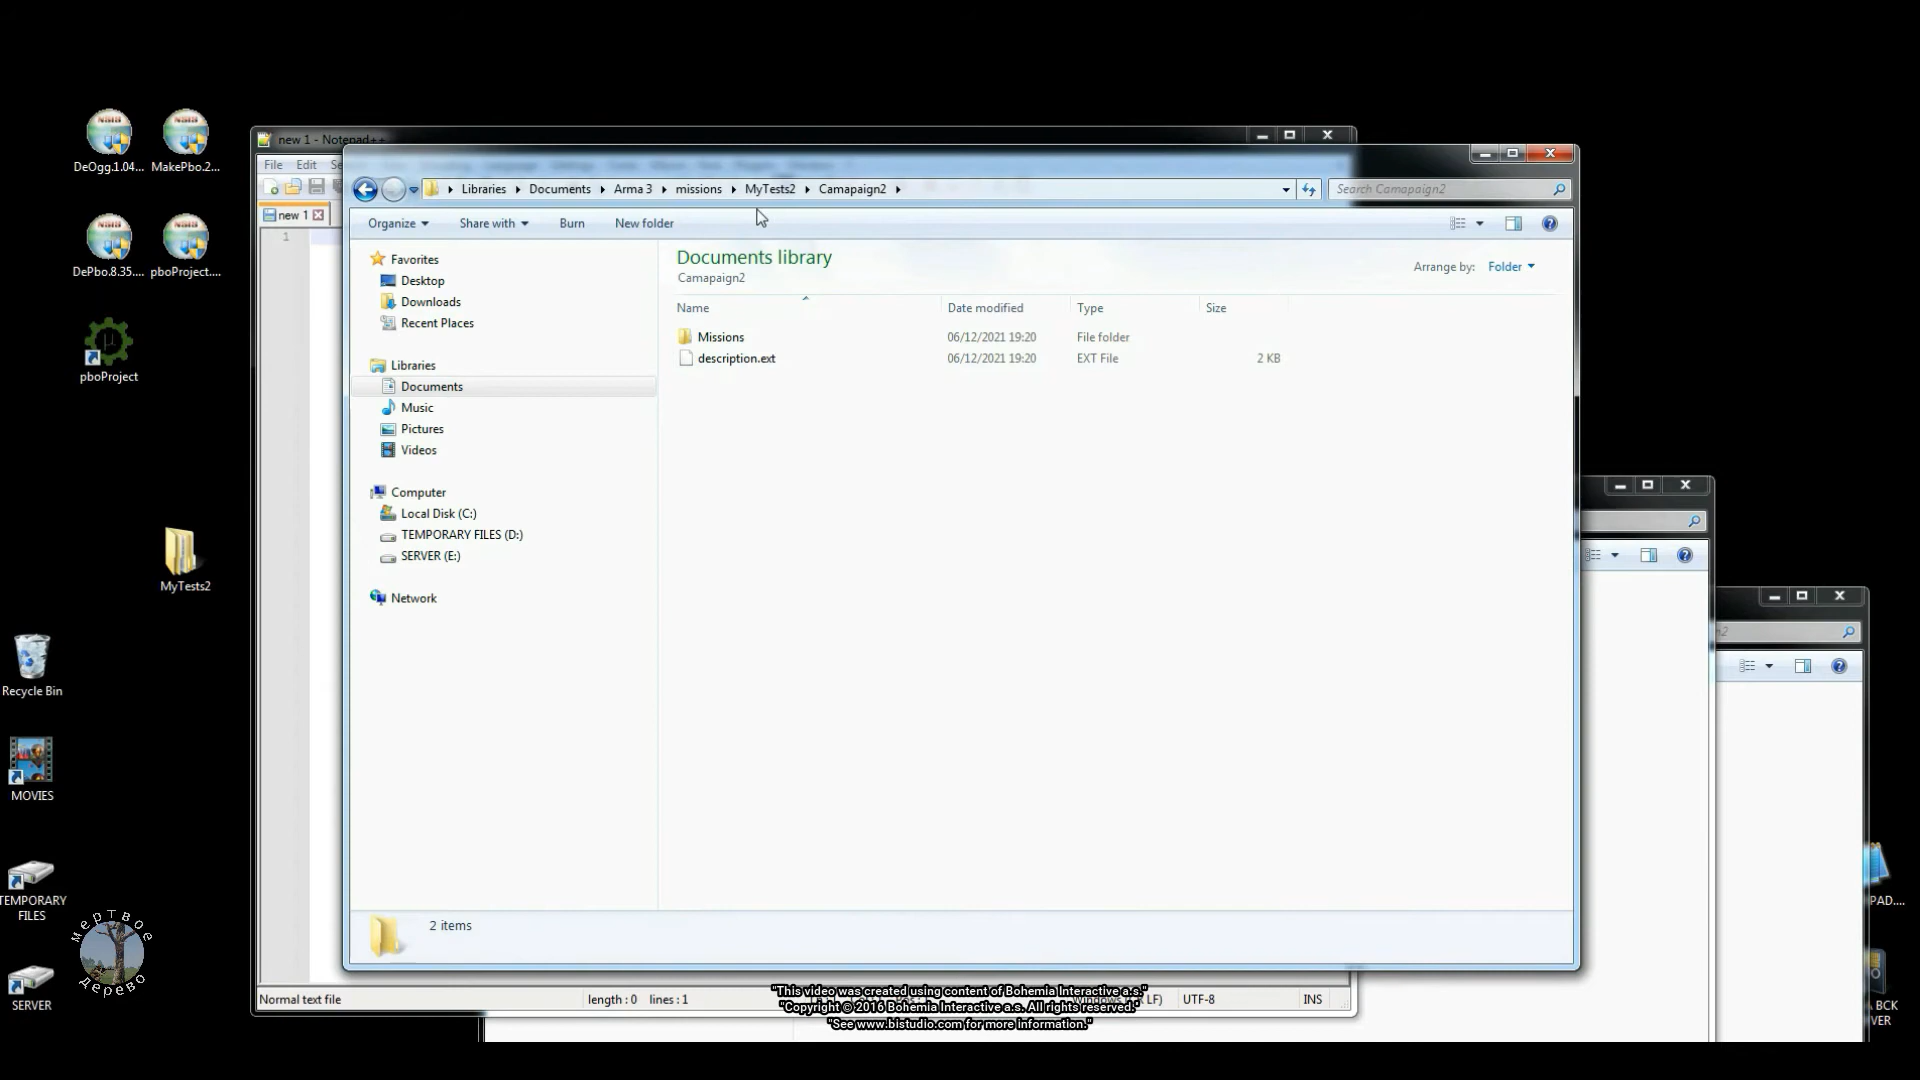 DeOgg.1.04...
MakePbo.2...
DePbo.8.35....
pboProject....
pboProject
MyTests2
Recycle Bin
MOVIES
TEMPORARY
FILES
SERVER
мертвое
дерево
new 1 - Notepad++
File Edit
new 1
1
Libraries Documents Arma 3 missions MyTests2 Camapaign2
Search Camapaign2
Organize Share with Burn New folder
Favorites
Desktop
Downloads
Recent Places
Libraries
Documents
Music
Pictures
Videos
Computer
Local Disk (C:)
TEMPORARY FILES (D:)
SERVER (E:)
Network
Documents library
Camapaign2
Arrange by: Folder
Name Date modified Type Size
Missions 06/12/2021 19:20 File folder
description.ext 06/12/2021 19:20 EXT File 2 KB
2 items
Normal text file length : 0 lines : 1 LF) UTF-8 INS
"This video was created using content of Bohemia Interactive a.s."
"Copyright © 2016 Bohemia Interactive a.s. All rights reserved."
"See www.bistudio.com for more information."
PAD....
BCK
VER